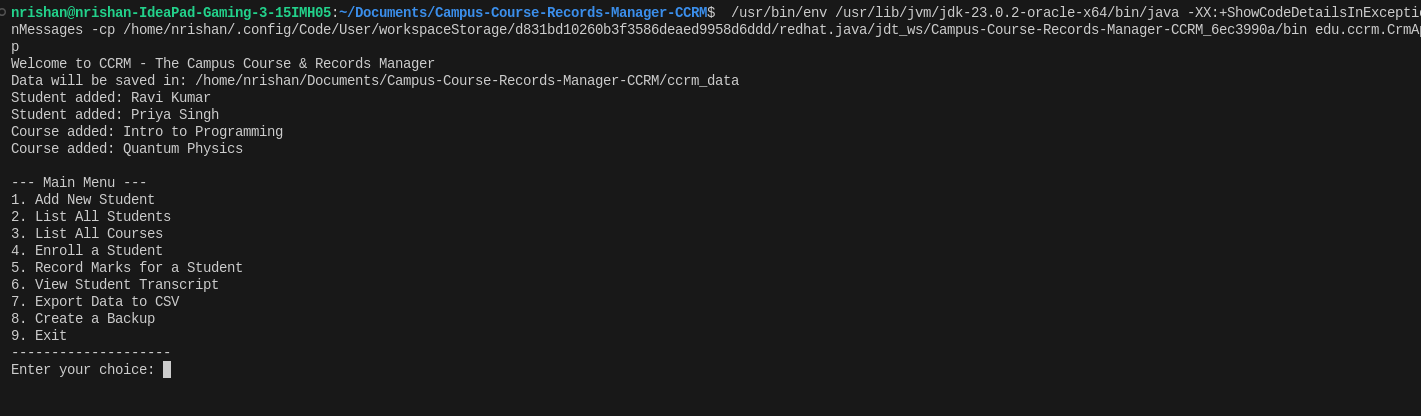 nrishan@nrishan-IdeaPad-Gaming-3-15IMH05:~/Documents/Campus-Course-Records-Manager-CCRM$  /usr/bin/env /usr/lib/jvm/jdk-23.0.2-oracle-x64/bin/java -XX:+ShowCodeDetailsInExceptio
nMessages -cp /home/nrishan/.config/Code/User/workspaceStorage/d831bd10260b3f3586deaed9958d6ddd/redhat.java/jdt_ws/Campus-Course-Records-Manager-CCRM_6ec3990a/bin edu.ccrm.CrmAp
p
Welcome to CCRM - The Campus Course & Records Manager
Data will be saved in: /home/nrishan/Documents/Campus-Course-Records-Manager-CCRM/ccrm_data
Student added: Ravi Kumar
Student added: Priya Singh
Course added: Intro to Programming
Course added: Quantum Physics
--- Main Menu ---
1. Add New Student
2. List All Students
3. List All Courses
4. Enroll a Student
5. Record Marks for a Student
6. View Student Transcript
7. Export Data to CSV
8. Create a Backup
9. Exit
--------------------
Enter your choice: